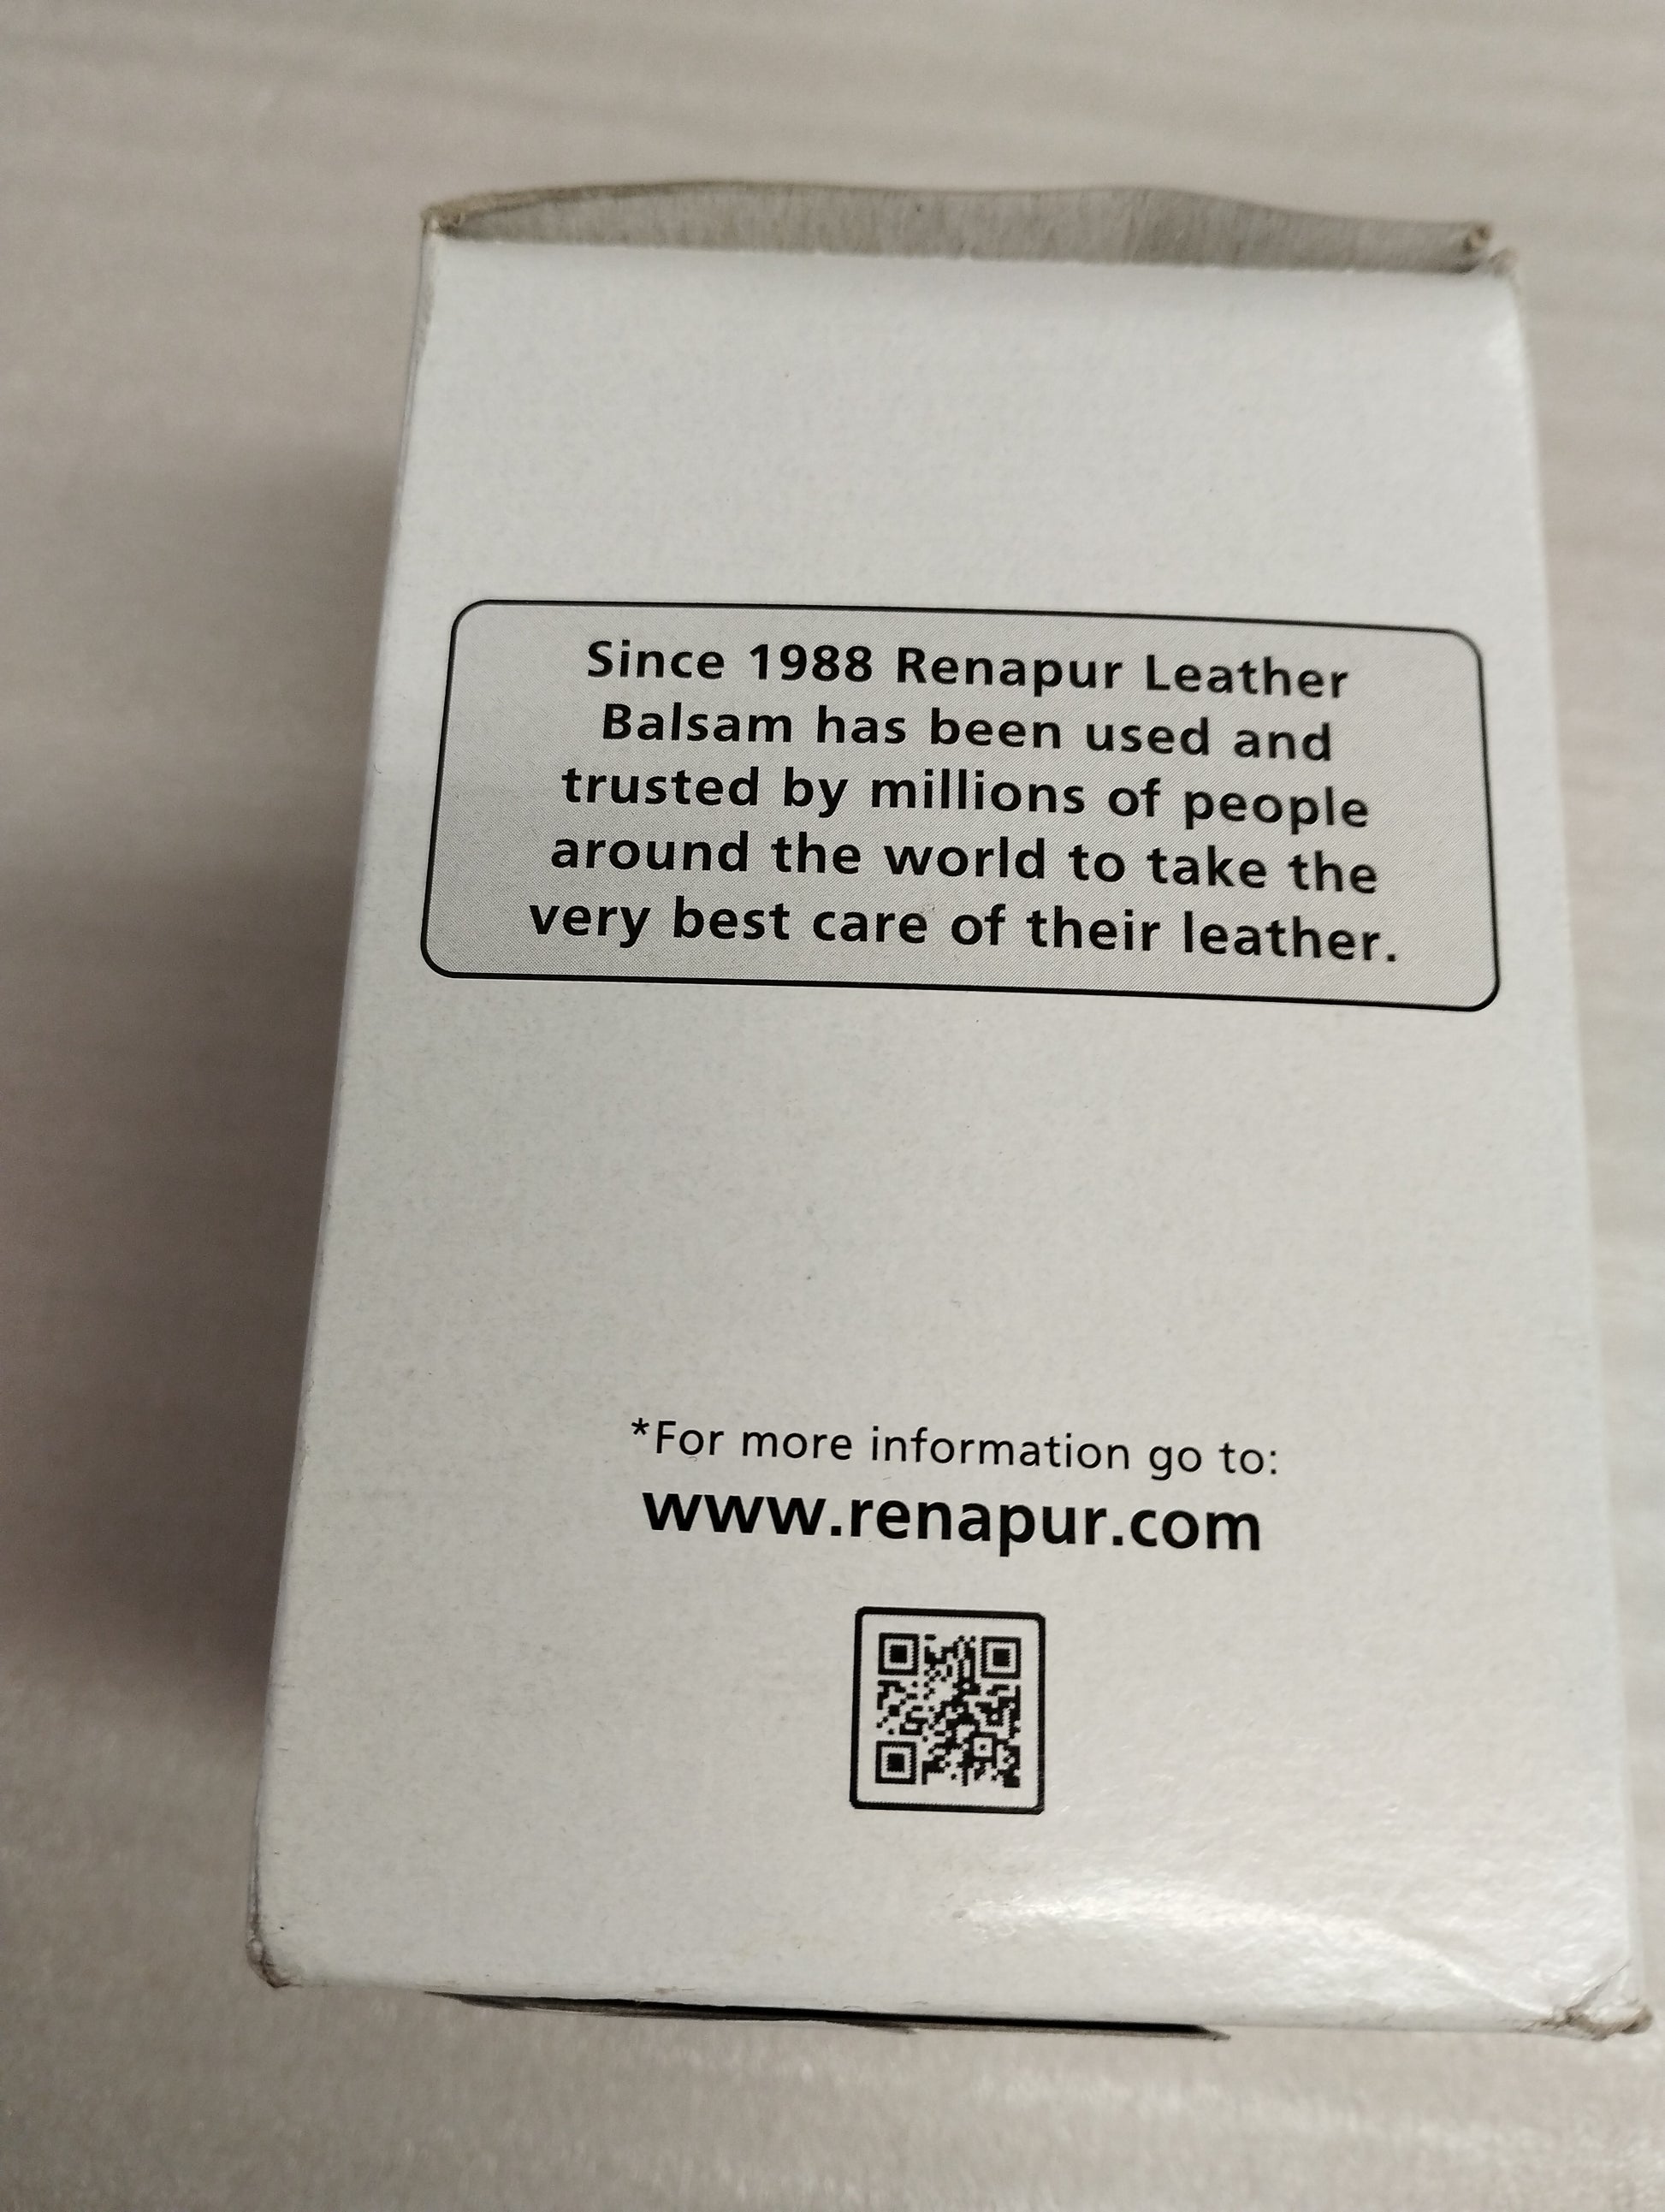 Since 1988 Renapur Leather
Balsam has been used and
trusted by millions of people
around the world to take the
very best care of their leather.
*For more information go to:
www.renapur.com